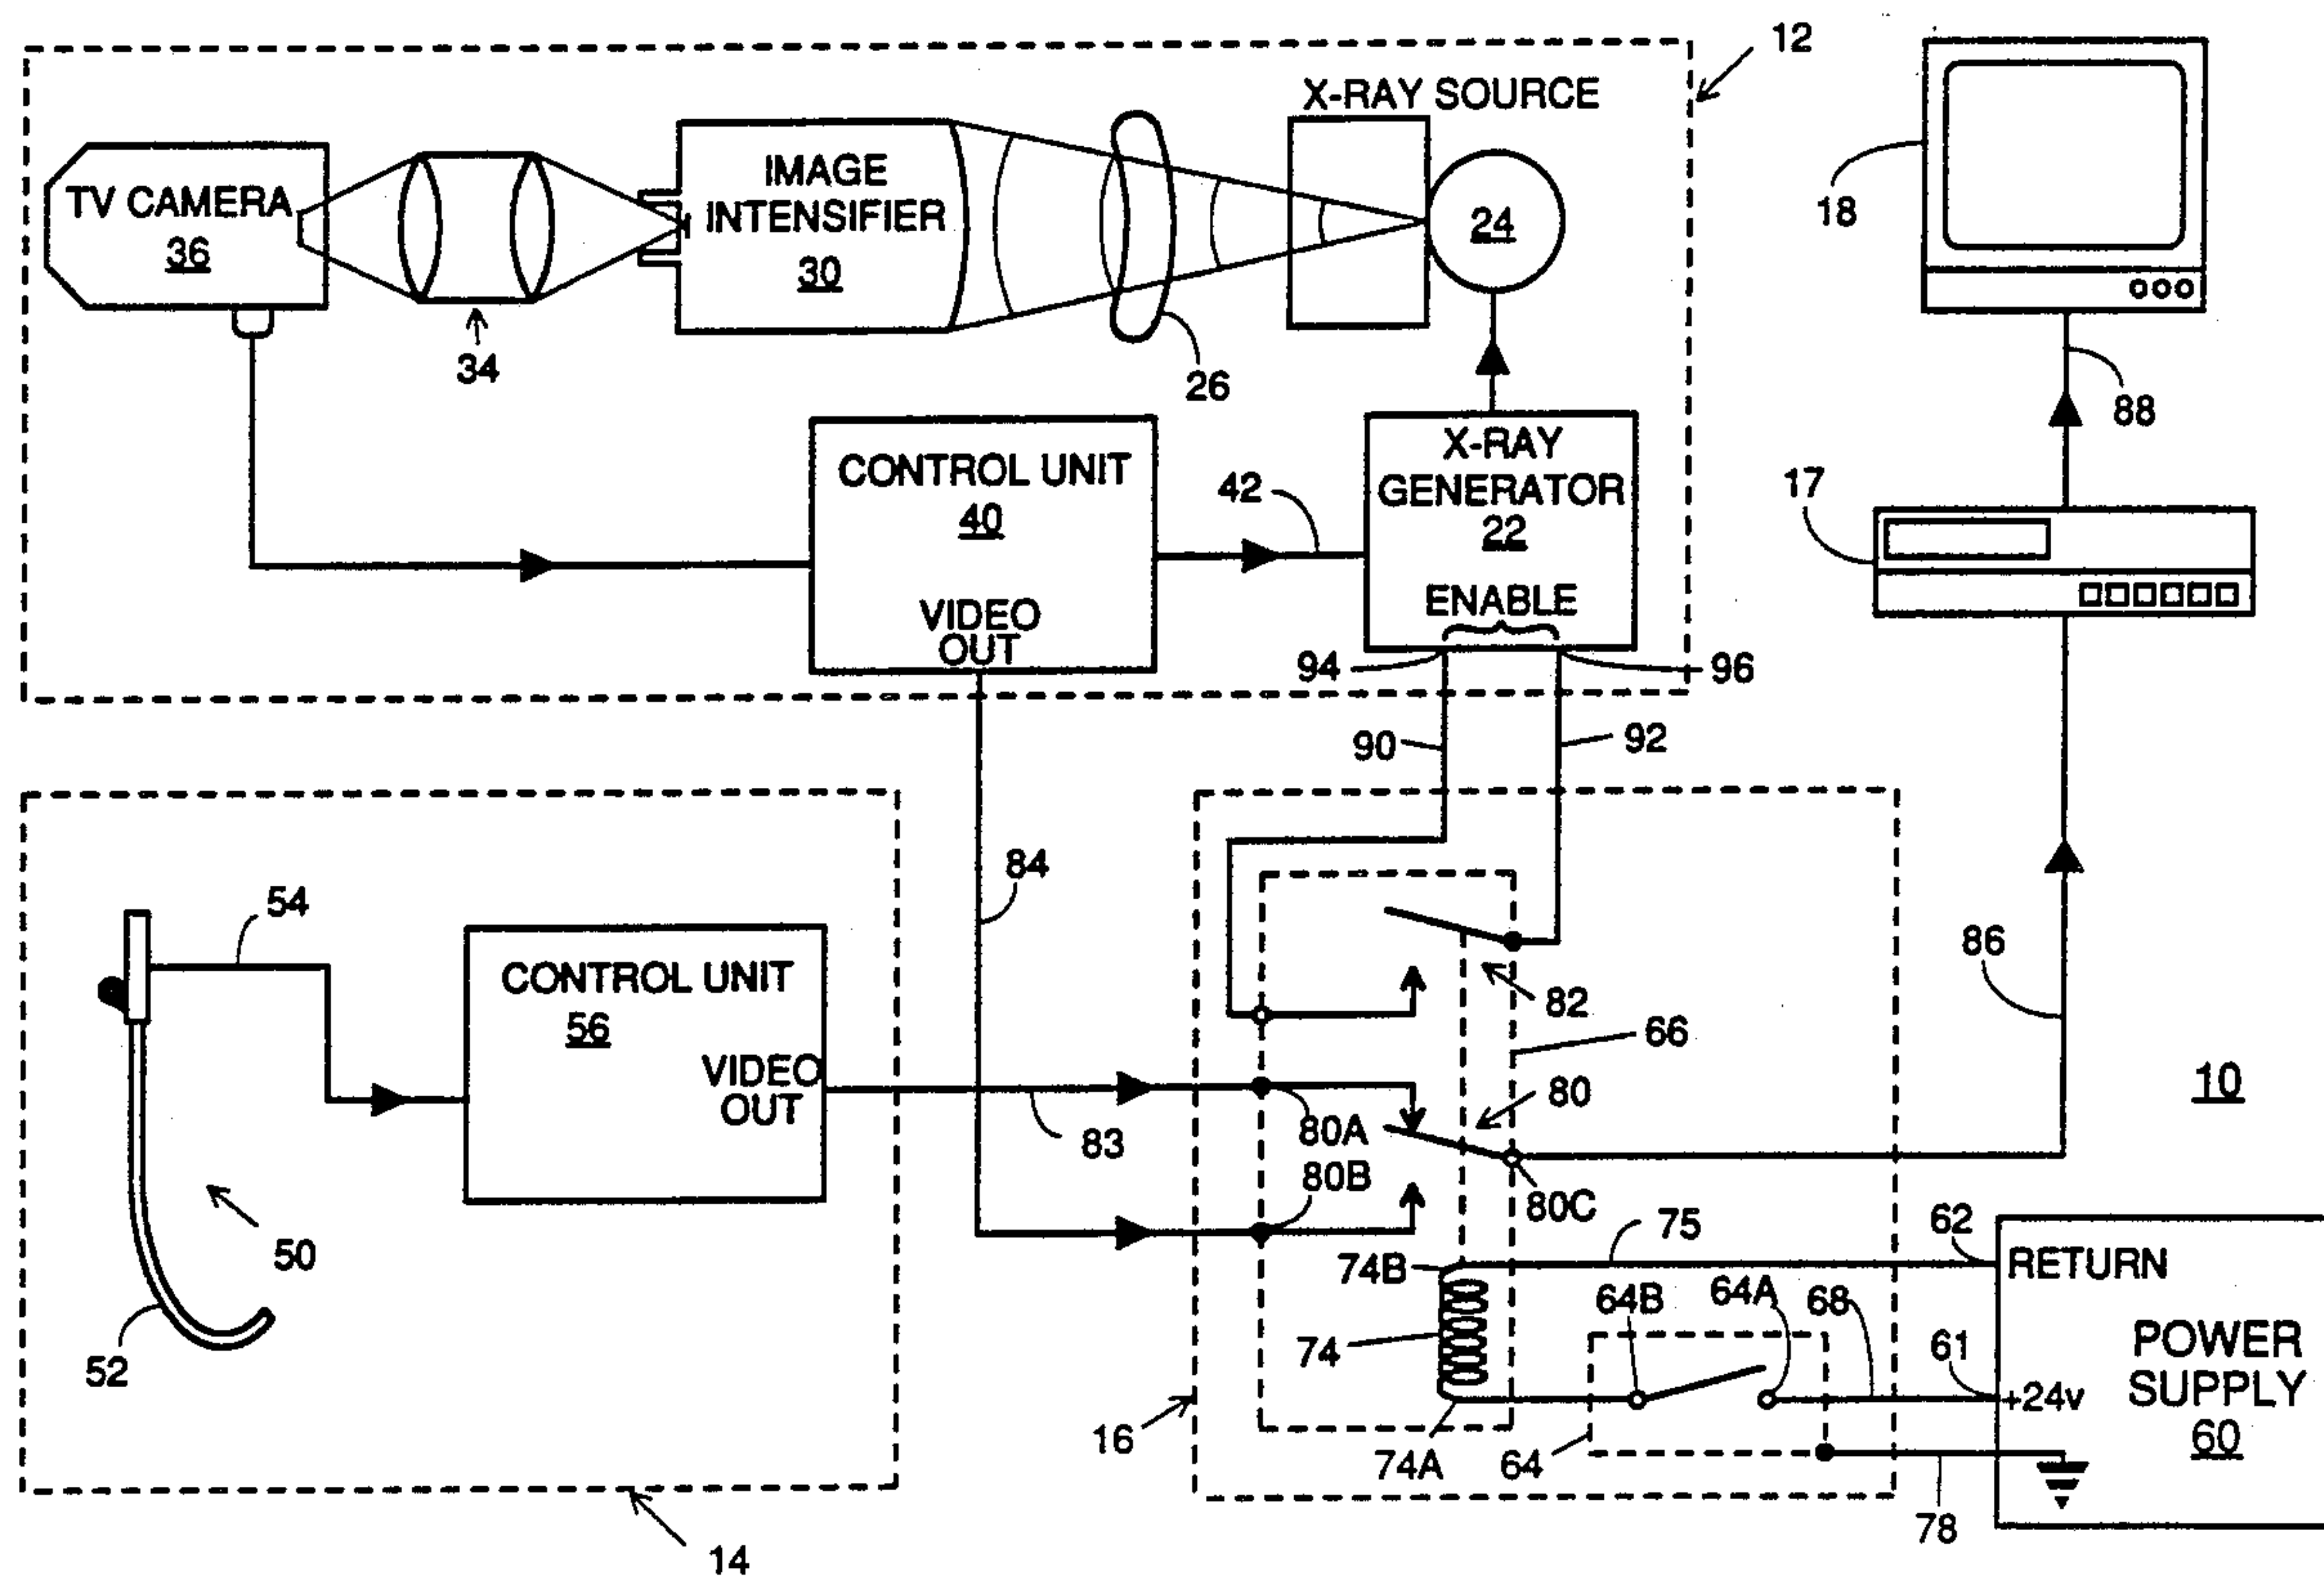 12
X-RAY SOURCE
TV CAMERA
36
IMAGE
INTENSIFIER
30
24
18
34
26
88
CONTROL UNIT
40
VIDEO
OUT
42
X-RAY
GENERATOR
22
ENABLE
17
94
96
90
92
84
54
CONTROL UNIT
56
VIDEO
OUT
50
52
14
83
82
66
80
80A
80B
80C
86
10
75
62
RETURN
74B
64B
64A
68
74
61
+24v
POWER
SUPPLY
60
16
74A
64
78